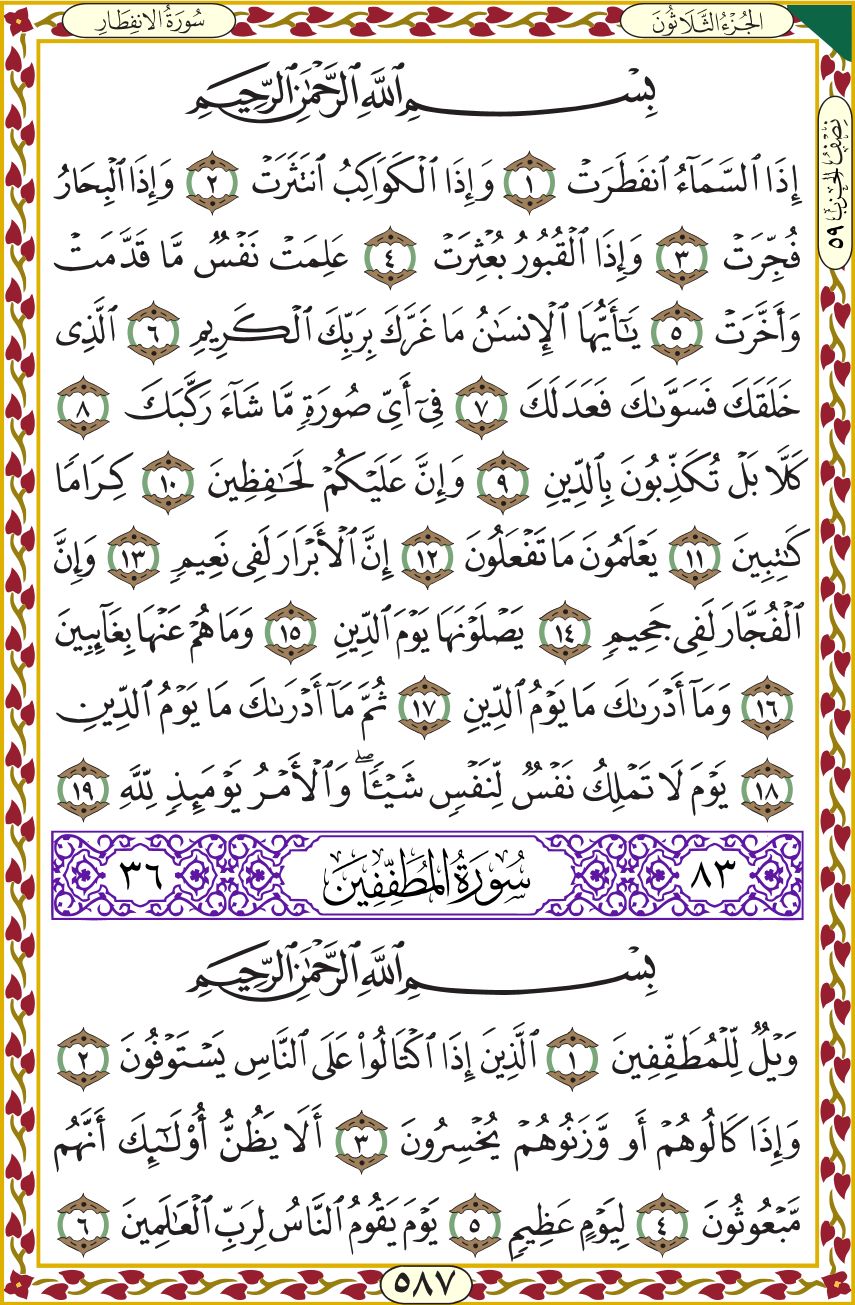 سُورَةُ الانفِطَارِ
الجُزْءُ الثَّلَاثُونَ
نِصْفُ الحِزْبِ ٥٩
بِسْمِ ٱللَّهِ ٱلرَّحْمَٰنِ ٱلرَّحِيمِ
إِذَا ٱلسَّمَآءُ ٱنفَطَرَتْ ١ وَإِذَا ٱلْكَوَاكِبُ ٱنتَثَرَتْ ٢ وَإِذَا ٱلْبِحَارُ
فُجِّرَتْ ٣ وَإِذَا ٱلْقُبُورُ بُعْثِرَتْ ٤ عَلِمَتْ نَفْسٌ مَّا قَدَّمَتْ
وَأَخَّرَتْ ٥ يَٰٓأَيُّهَا ٱلْإِنسَٰنُ مَا غَرَّكَ بِرَبِّكَ ٱلْكَرِيمِ ٦ ٱلَّذِى
خَلَقَكَ فَسَوَّىٰكَ فَعَدَلَكَ ٧ فِىٓ أَىِّ صُورَةٍ مَّا شَآءَ رَكَّبَكَ ٨
كَلَّا بَلْ تُكَذِّبُونَ بِٱلدِّينِ ٩ وَإِنَّ عَلَيْكُمْ لَحَٰفِظِينَ ١٠ كِرَامًا
كَٰتِبِينَ ١١ يَعْلَمُونَ مَا تَفْعَلُونَ ١٢ إِنَّ ٱلْأَبْرَارَ لَفِى نَعِيمٍ ١٣ وَإِنَّ
ٱلْفُجَّارَ لَفِى جَحِيمٍ ١٤ يَصْلَوْنَهَا يَوْمَ ٱلدِّينِ ١٥ وَمَا هُمْ عَنْهَا بِغَآئِبِينَ
١٦ وَمَآ أَدْرَىٰكَ مَا يَوْمُ ٱلدِّينِ ١٧ ثُمَّ مَآ أَدْرَىٰكَ مَا يَوْمُ ٱلدِّينِ
١٨ يَوْمَ لَا تَمْلِكُ نَفْسٌ لِّنَفْسٍ شَيْـًٔا ۖ وَٱلْأَمْرُ يَوْمَئِذٍ لِّلَّهِ ١٩
٨٣ سُورَةُ المُطَفِّفِينَ ٣٦
بِسْمِ ٱللَّهِ ٱلرَّحْمَٰنِ ٱلرَّحِيمِ
وَيْلٌ لِّلْمُطَفِّفِينَ ١ ٱلَّذِينَ إِذَا ٱكْتَالُوا۟ عَلَى ٱلنَّاسِ يَسْتَوْفُونَ ٢
وَإِذَا كَالُوهُمْ أَو وَّزَنُوهُمْ يُخْسِرُونَ ٣ أَلَا يَظُنُّ أُو۟لَٰٓئِكَ أَنَّهُم
مَّبْعُوثُونَ ٤ لِيَوْمٍ عَظِيمٍ ٥ يَوْمَ يَقُومُ ٱلنَّاسُ لِرَبِّ ٱلْعَٰلَمِينَ ٦
٥٨٧